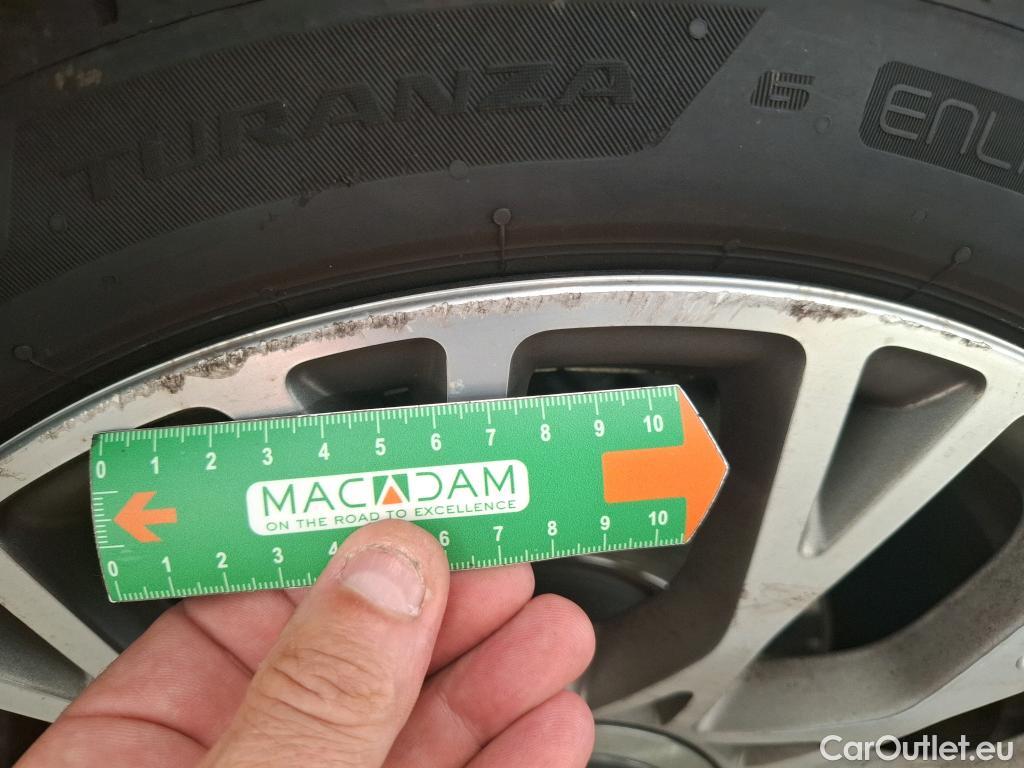 TURANZA 6 ENLI
0 1 2 3 4 5 6 7 8 9 10
MACADAM
ON THE ROAD TO EXCELLENCE
0 1 2 3 4 6 7 8 9 10
CarOutlet.eu